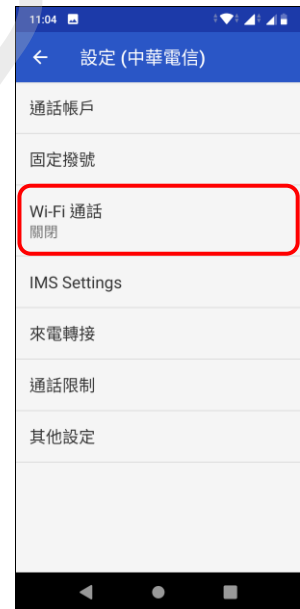 11:04
設定 (中華電信)
通話帳戶
固定撥號
Wi-Fi 通話
關閉
IMS Settings
來電轉接
通話限制
其他設定